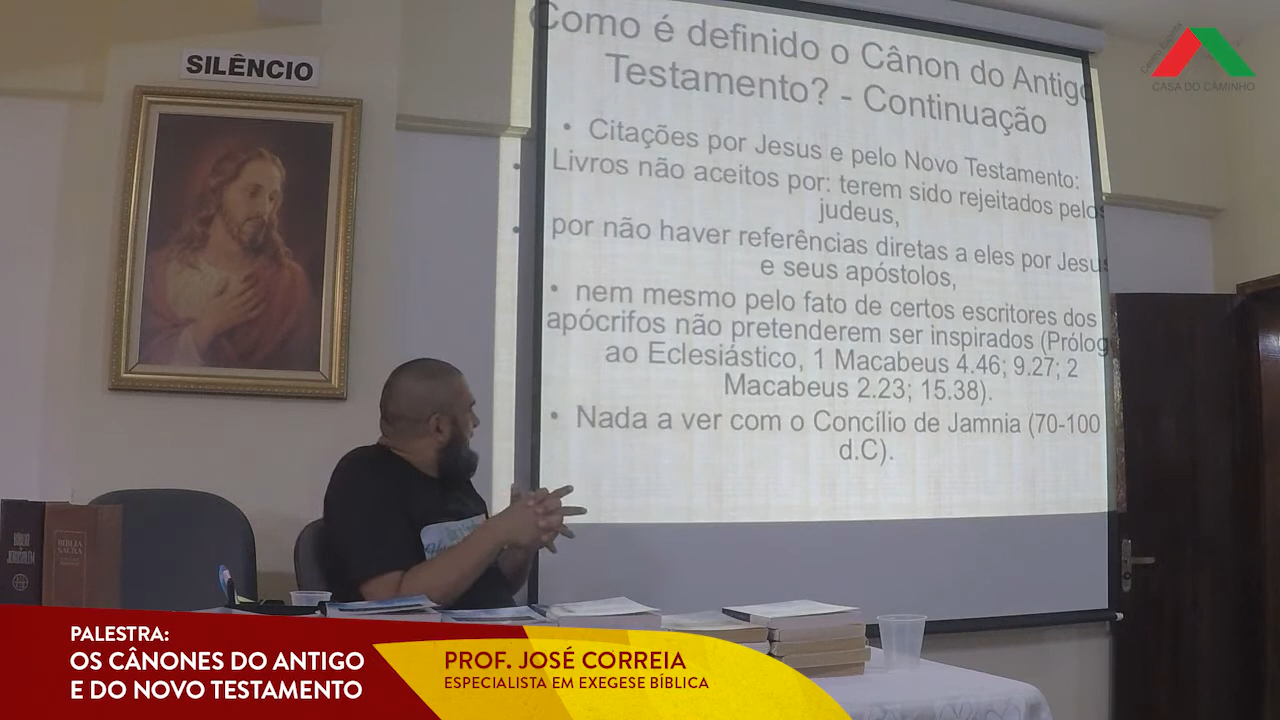 SILÊNCIO
Como é definido o Cânon do Antigo
Testamento? - Continuação
• Citações por Jesus e pelo Novo Testamento:
• Livros não aceitos por: terem sido rejeitados pelos
judeus,
• por não haver referências diretas a eles por Jesus
e seus apóstolos,
• nem mesmo pelo fato de certos escritores dos
apócrifos não pretenderem ser inspirados (Prólogo
ao Eclesiástico, 1 Macabeus 4.46; 9.27; 2
Macabeus 2.23; 15.38).
• Nada a ver com o Concílio de Jamnia (70-100
d.C).
CASA DO CAMINHO
BÍBLIA
JERUSALÉM
BÍBLIA
SACRA
PALESTRA:
OS CÂNONES DO ANTIGO
E DO NOVO TESTAMENTO
PROF. JOSÉ CORREIA
ESPECIALISTA EM EXEGESE BÍBLICA